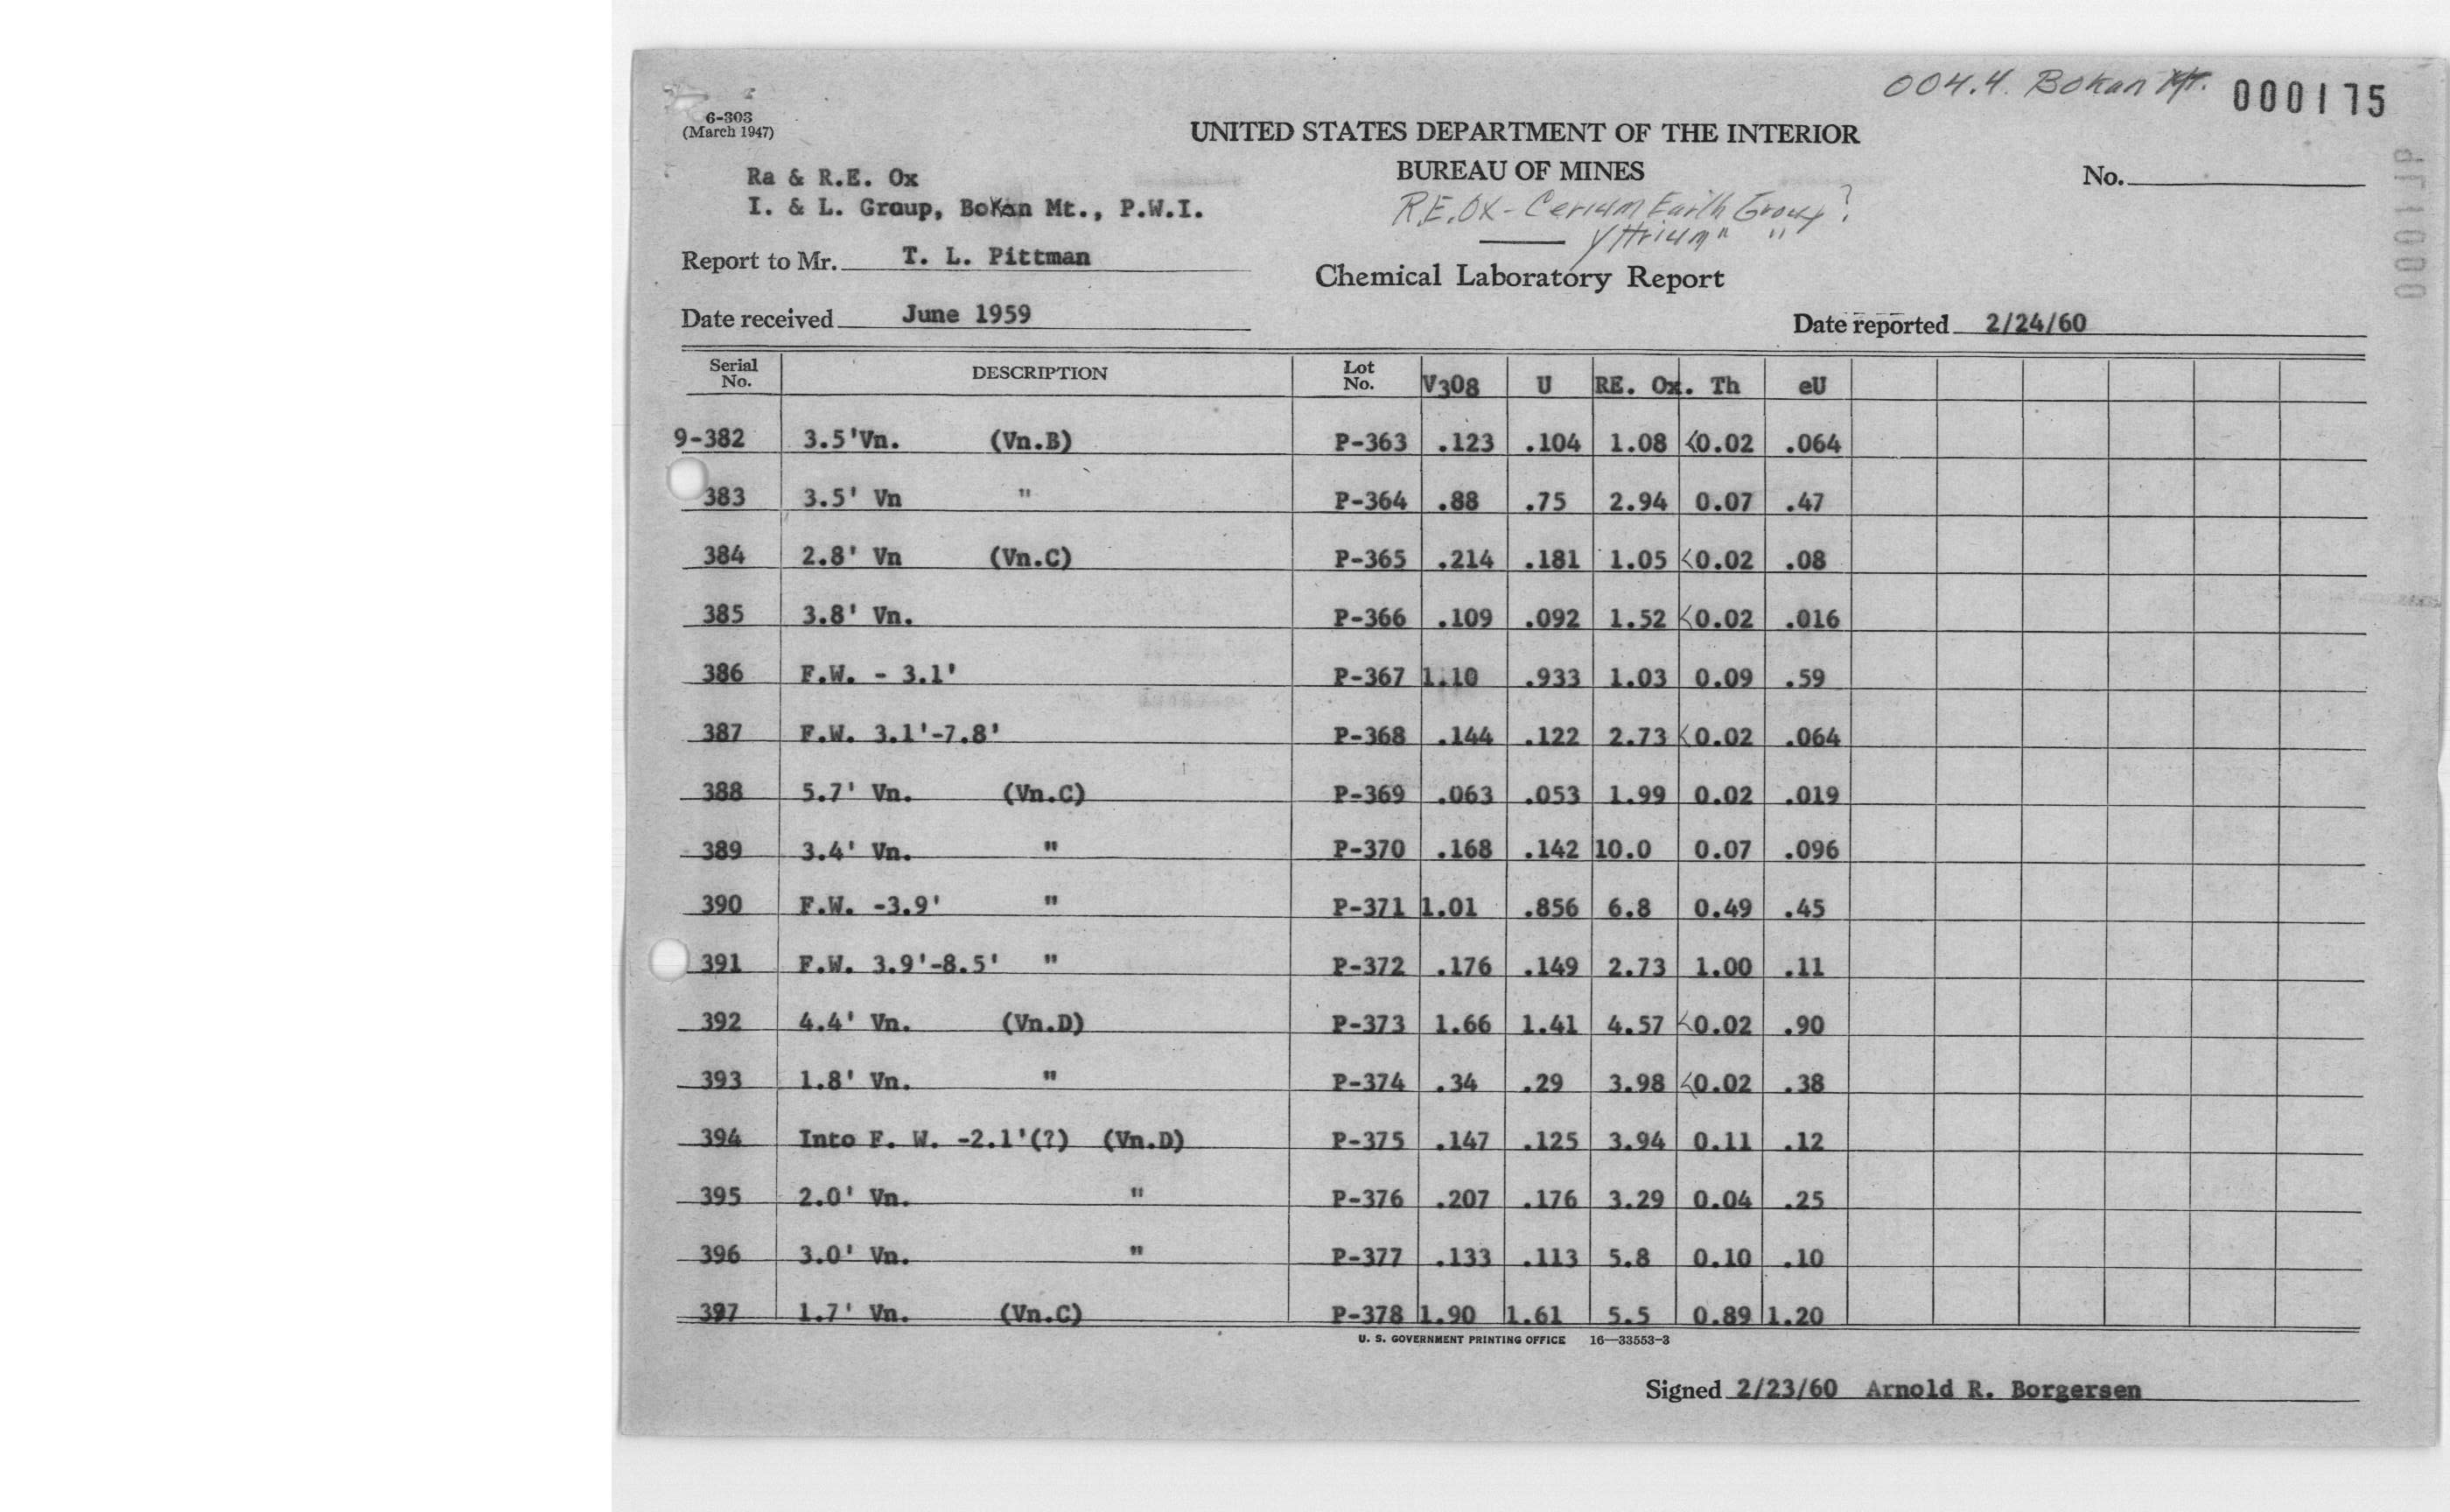 004.4. Bokan Mt. 000175
6-303
(March 1947)
UNITED STATES DEPARTMENT OF THE INTERIOR
BUREAU OF MINES
No.
Ra & R.E. Ox
I. & L. Group, BoKan Mt., P.W.I.
R.E.OX - Cerium Earth Group?
Yttrium " "
Report to Mr. T. L. Pittman
Chemical Laboratory Report
Date received June 1959
Date reported 2/24/60
Serial No. DESCRIPTION Lot No. V3O8 U RE. Ox. Th eU
9-382 3.5'Vn. (Vn.B) P-363 .123 .104 1.08 <0.02 .064
383 3.5' Vn " P-364 .88 .75 2.94 0.07 .47
384 2.8' Vn (Vn.C) P-365 .214 .181 1.05 <0.02 .08
385 3.8' Vn. P-366 .109 .092 1.52 <0.02 .016
386 F.W. - 3.1' P-367 1.10 .933 1.03 0.09 .59
387 F.W. 3.1'-7.8' P-368 .144 .122 2.73 <0.02 .064
388 5.7' Vn. (Vn.C) P-369 .063 .053 1.99 0.02 .019
389 3.4' Vn. " P-370 .168 .142 10.0 0.07 .096
390 F.W. -3.9' " P-371 1.01 .856 6.8 0.49 .45
391 F.W. 3.9'-8.5' " P-372 .176 .149 2.73 1.00 .11
392 4.4' Vn. (Vn.D) P-373 1.66 1.41 4.57 <0.02 .90
393 1.8' Vn. " P-374 .34 .29 3.98 <0.02 .38
394 Into F. W. -2.1'(?) (Vn.D) P-375 .147 .125 3.94 0.11 .12
395 2.0' Vn. " P-376 .207 .176 3.29 0.04 .25
396 3.0' Vn. " P-377 .133 .113 5.8 0.10 .10
397 1.7' Vn. (Vn.C) P-378 1.90 1.61 5.5 0.89 1.20
U. S. GOVERNMENT PRINTING OFFICE 16—33553-3
Signed 2/23/60 Arnold R. Borgersen